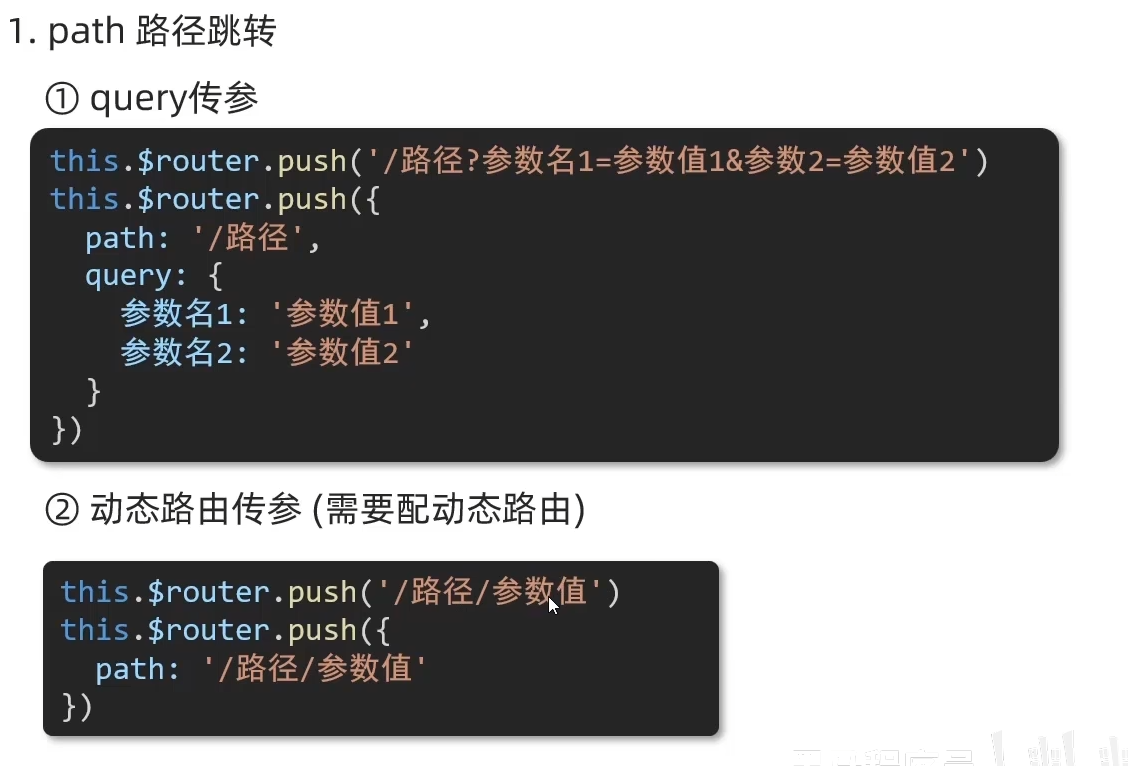 1. path 路径跳转
① query传参
this.$router.push('/路径?参数名1=参数值1&参数2=参数值2')
this.$router.push({
  path: '/路径',
  query: {
    参数名1: '参数值1',
    参数名2: '参数值2'
  }
})
② 动态路由传参 (需要配动态路由)
this.$router.push('/路径/参数值')
this.$router.push({
  path: '/路径/参数值'
})